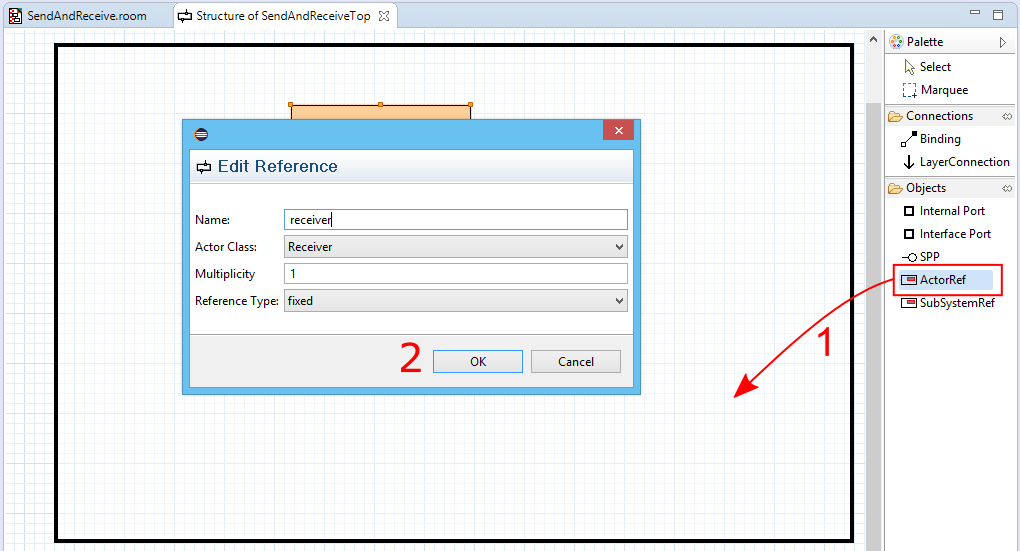 SendAndReceive.room
Structure of SendAndReceiveTop
Palette
Select
Marquee
Connections
Binding
LayerConnection
Objects
Internal Port
Interface Port
SPP
ActorRef
SubSystemRef
1
Edit Reference
Name: receiver
Actor Class: Receiver
Multiplicity 1
Reference Type: fixed
2 OK Cancel